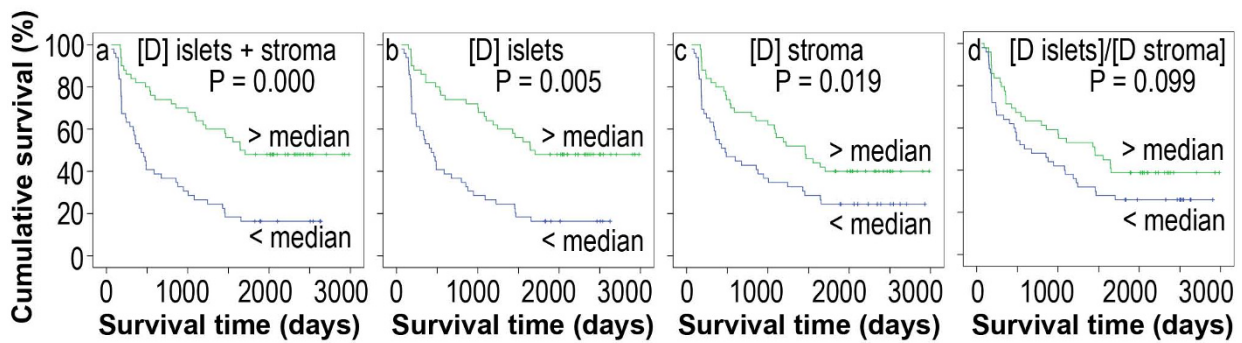 Cumulative survival (%)
100
80
60
40
20
0
a [D] islets + stroma
P = 0.000
> median
< median
0 1000 2000 3000
Survival time (days)
b [D] islets
P = 0.005
> median
< median
0 1000 2000 3000
Survival time (days)
c [D] stroma
P = 0.019
> median
< median
0 1000 2000 3000
Survival time (days)
d [D islets]/[D stroma]
P = 0.099
> median
< median
0 1000 2000 3000
Survival time (days)